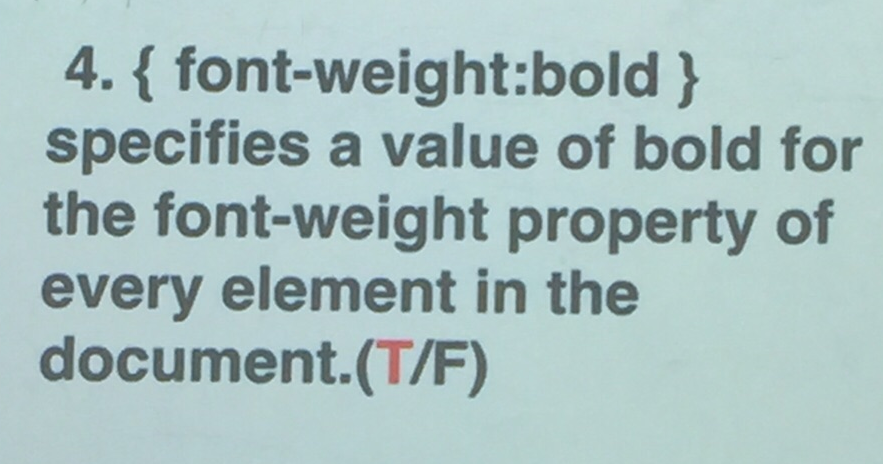 4. { font-weight:bold }
specifies a value of bold for
the font-weight property of
every element in the
document.(T/F)